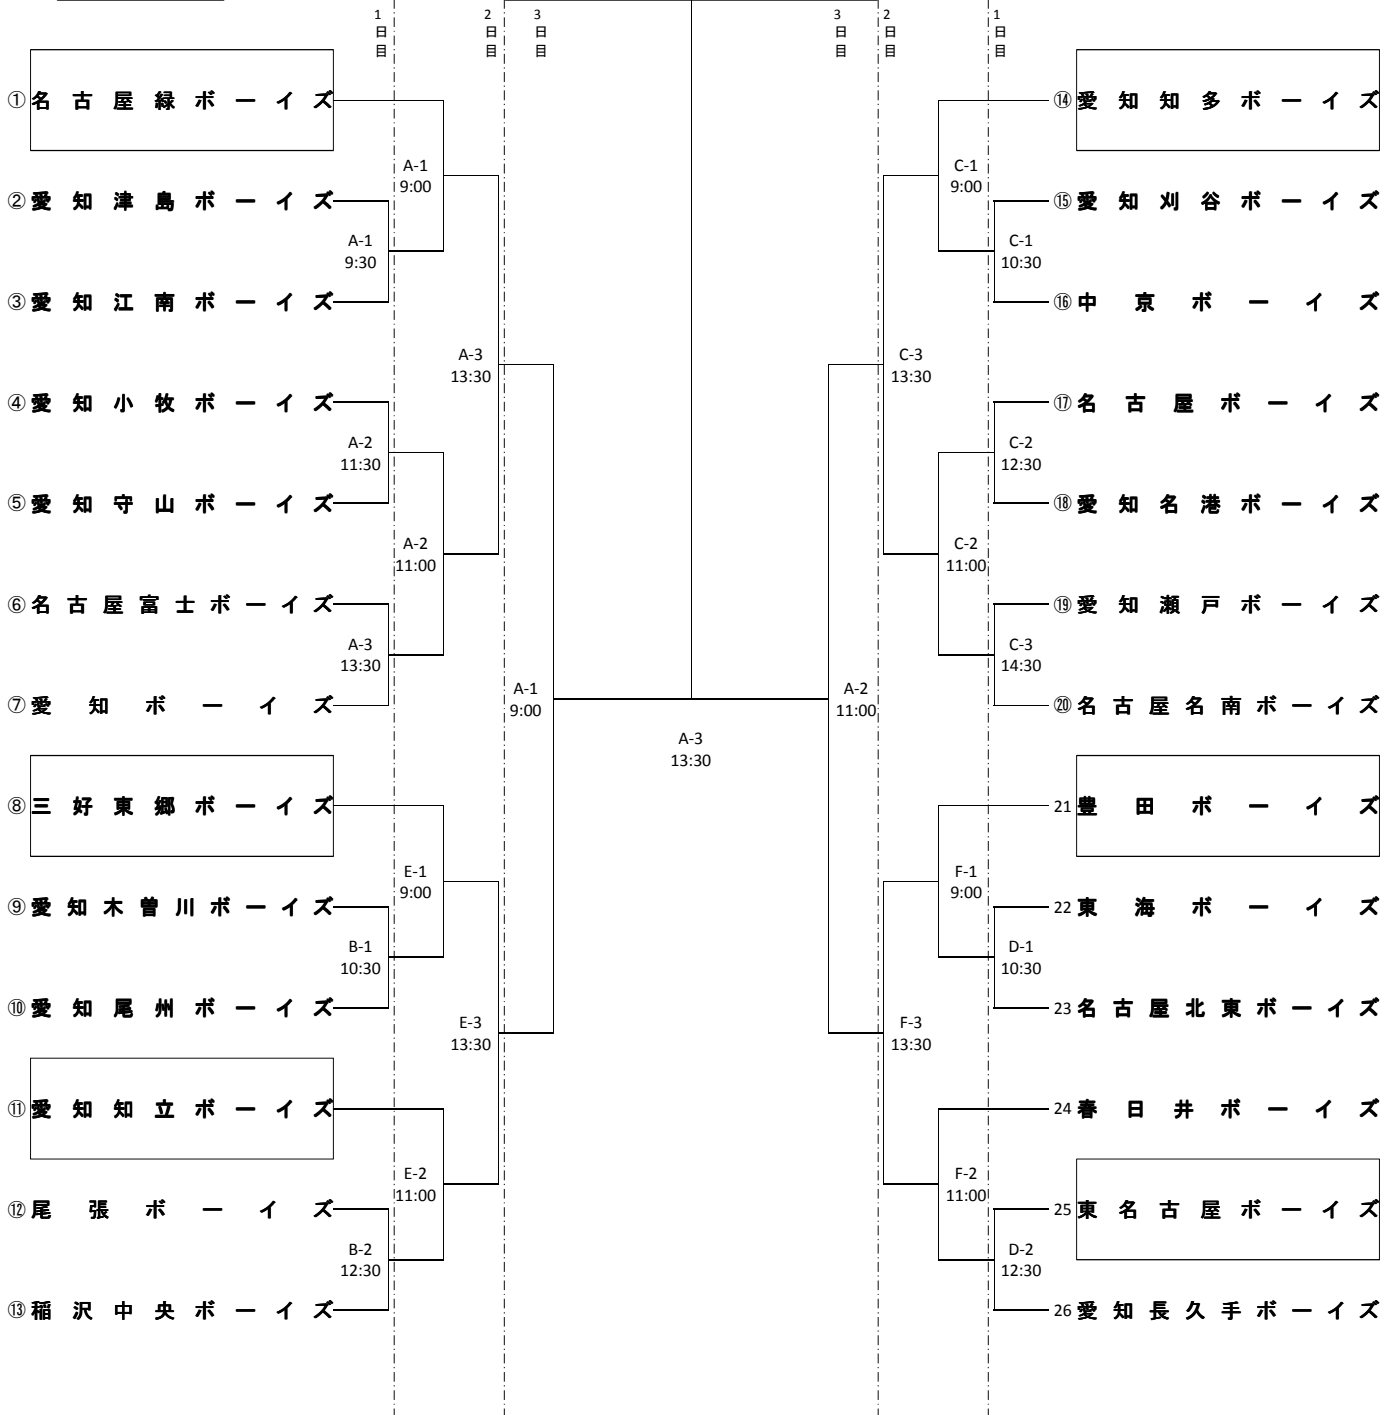 1日目
2日目
3日目
3日目
2日目
1日目
①名古屋緑ボーイズ
A-1
9:00
②愛知津島ボーイズ
A-1
9:30
③愛知江南ボーイズ
A-3
13:30
④愛知小牧ボーイズ
A-2
11:30
⑤愛知守山ボーイズ
A-2
11:00
⑥名古屋富士ボーイズ
A-3
13:30
⑦愛知ボーイズ
A-1
9:00
⑧三好東郷ボーイズ
E-1
9:00
⑨愛知木曽川ボーイズ
B-1
10:30
⑩愛知尾州ボーイズ
E-3
13:30
⑪愛知知立ボーイズ
E-2
11:00
⑫尾張ボーイズ
B-2
12:30
⑬稲沢中央ボーイズ
A-3
13:30
⑭愛知知多ボーイズ
C-1
9:00
⑮愛知刈谷ボーイズ
C-1
10:30
⑯中京ボーイズ
C-3
13:30
⑰名古屋ボーイズ
C-2
12:30
⑱愛知名港ボーイズ
C-2
11:00
⑲愛知瀬戸ボーイズ
C-3
14:30
⑳名古屋名南ボーイズ
A-2
11:00
21豊田ボーイズ
F-1
9:00
22東海ボーイズ
D-1
10:30
23名古屋北東ボーイズ
F-3
13:30
24春日井ボーイズ
F-2
11:00
25東名古屋ボーイズ
D-2
12:30
26愛知長久手ボーイズ